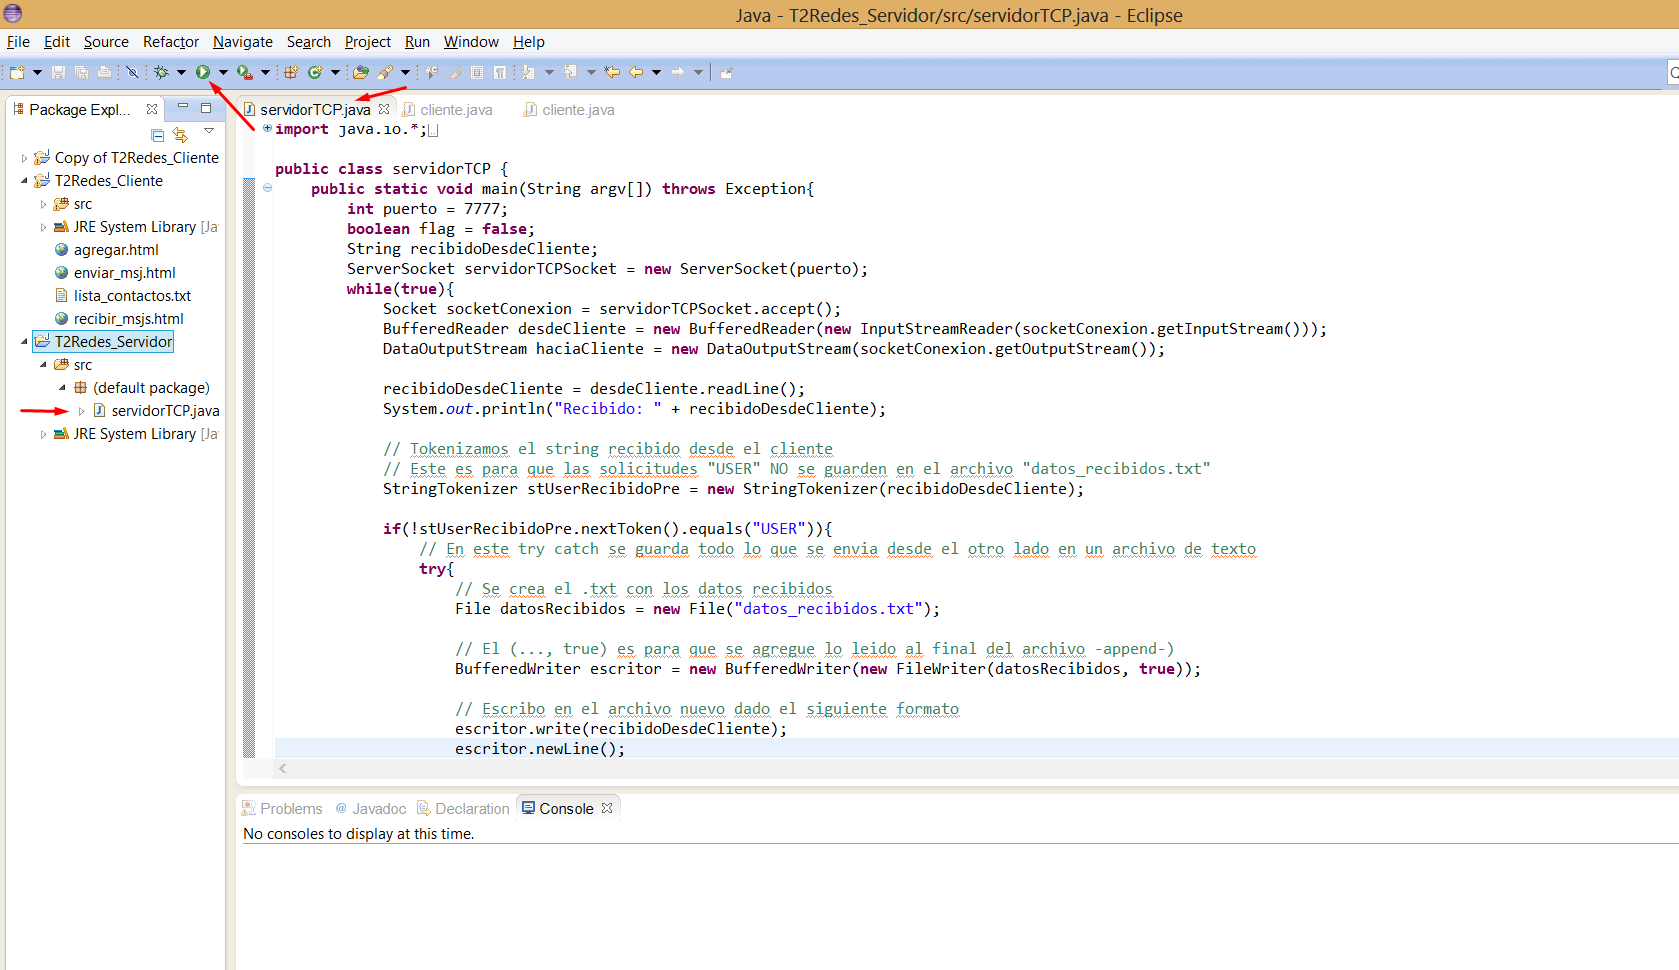 Java - T2Redes_Servidor/src/servidorTCP.java - Eclipse
File Edit Source Refactor Navigate Search Project Run Window Help
Package Expl...
Copy of T2Redes_Cliente
T2Redes_Cliente
src
JRE System Library [Ja
agregar.html
enviar_msj.html
lista_contactos.txt
recibir_msjs.html
T2Redes_Servidor
src
(default package)
servidorTCP.java
JRE System Library [Ja
servidorTCP.java cliente.java cliente.java
import java.io.*;
public class servidorTCP {
public static void main(String argv[]) throws Exception{
int puerto = 7777;
boolean flag = false;
String recibidoDesdeCliente;
ServerSocket servidorTCPSocket = new ServerSocket(puerto);
while(true){
Socket socketConexion = servidorTCPSocket.accept();
BufferedReader desdeCliente = new BufferedReader(new InputStreamReader(socketConexion.getInputStream()));
DataOutputStream haciaCliente = new DataOutputStream(socketConexion.getOutputStream());
recibidoDesdeCliente = desdeCliente.readLine();
System.out.println("Recibido: " + recibidoDesdeCliente);
// Tokenizamos el string recibido desde el cliente
// Este es para que las solicitudes "USER" NO se guarden en el archivo "datos_recibidos.txt"
StringTokenizer stUserRecibidoPre = new StringTokenizer(recibidoDesdeCliente);
if(!stUserRecibidoPre.nextToken().equals("USER")){
// En este try catch se guarda todo lo que se envia desde el otro lado en un archivo de texto
try{
// Se crea el .txt con los datos recibidos
File datosRecibidos = new File("datos_recibidos.txt");
// El (..., true) es para que se agregue lo leido al final del archivo -append-)
BufferedWriter escritor = new BufferedWriter(new FileWriter(datosRecibidos, true));
// Escribo en el archivo nuevo dado el siguiente formato
escritor.write(recibidoDesdeCliente);
escritor.newLine();
Problems @ Javadoc Declaration Console
No consoles to display at this time.